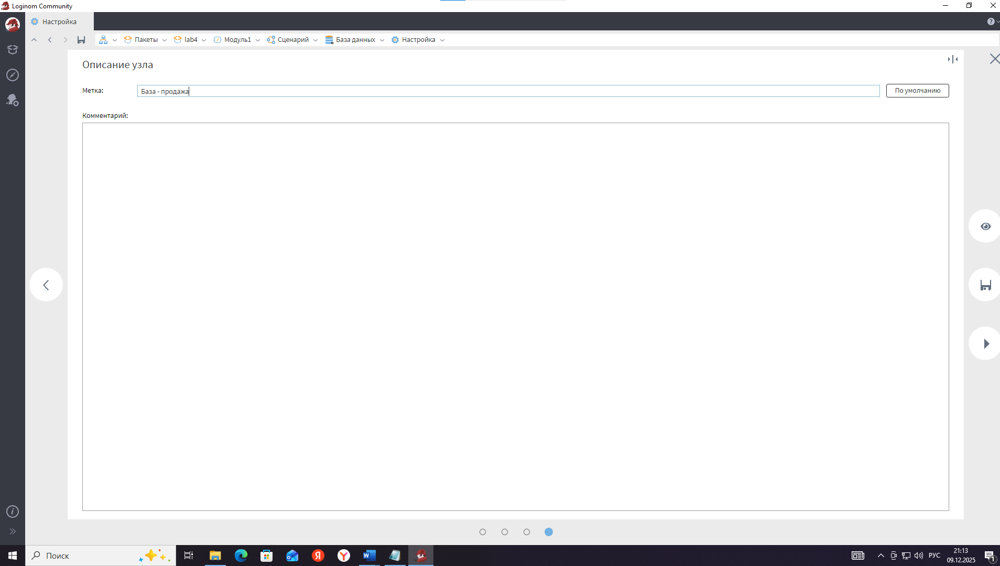 Loginom Community
Настройка
Пакеты
lab4
Модуль1
Сценарий
База данных
Настройка
Описание узла
Метка:
База - продажа
По умолчанию
Комментарий:
Поиск
РУС
21:13
09.12.2025
1